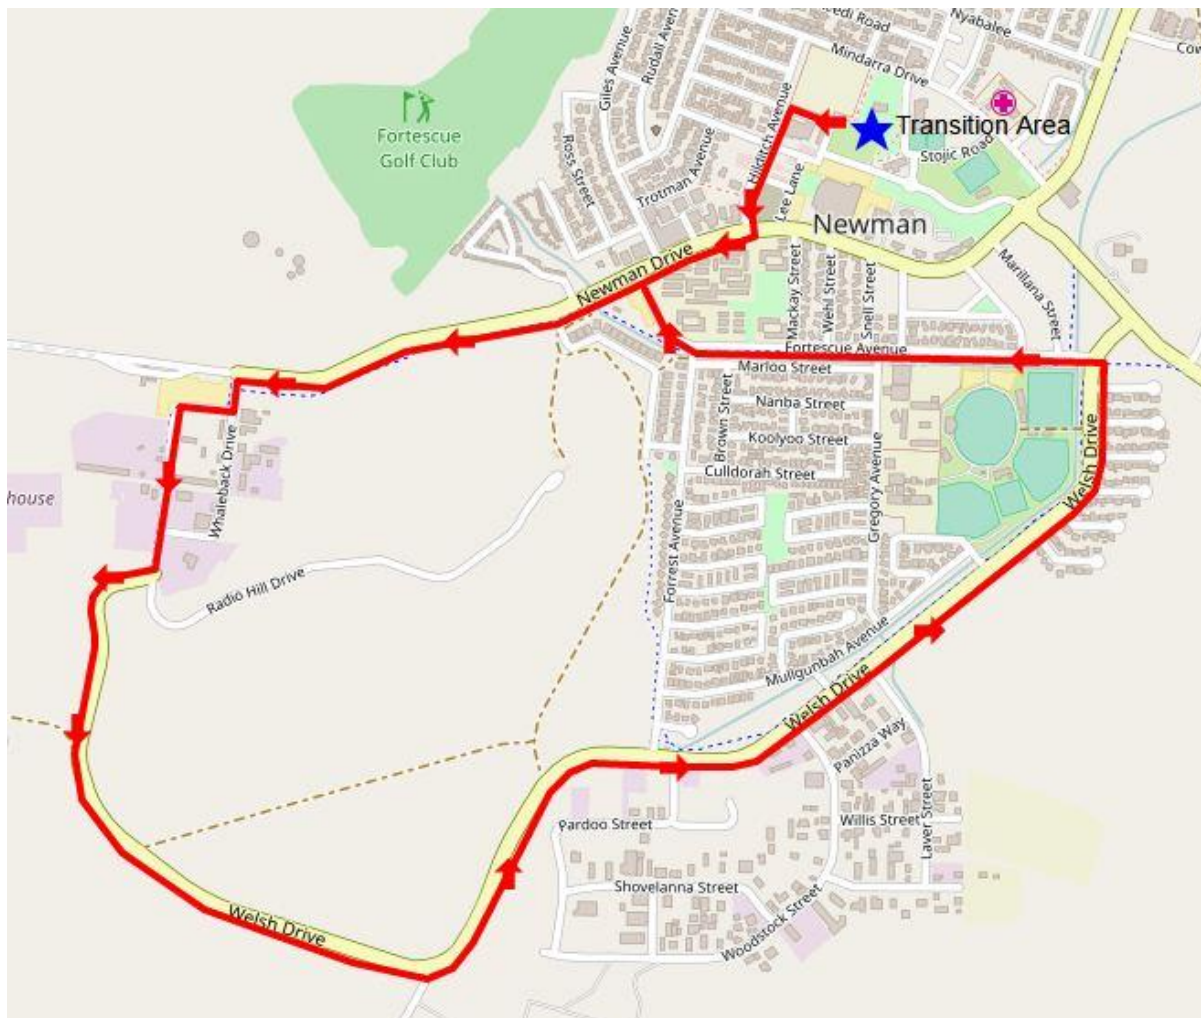 Nyabalee
Mindarra Drive
Giles Avenue
Rudall Aven
Transition Area
Stojic Road
Fortescue
Golf Club
Ross Street
Hilditch Avenue
Trotman Avenue
Lee Lane
Newman
Newman Drive
Mackay Street
Wehl Street
Snell Street
Marillana Street
Fortescue Avenue
Marloo Street
Nanba Street
Brown Street
Koolyoo Street
Culldorah Street
Gregory Avenue
Welsh Drive
Whaleback Drive
house
Radio Hill Drive
Forrest Avenue
Mullgunbah Avenue
Welsh Drive
Panizza Way
Pardoo Street
Willis Street
Laver Street
Shovelanna Street
Welsh Drive
Woodstock Street